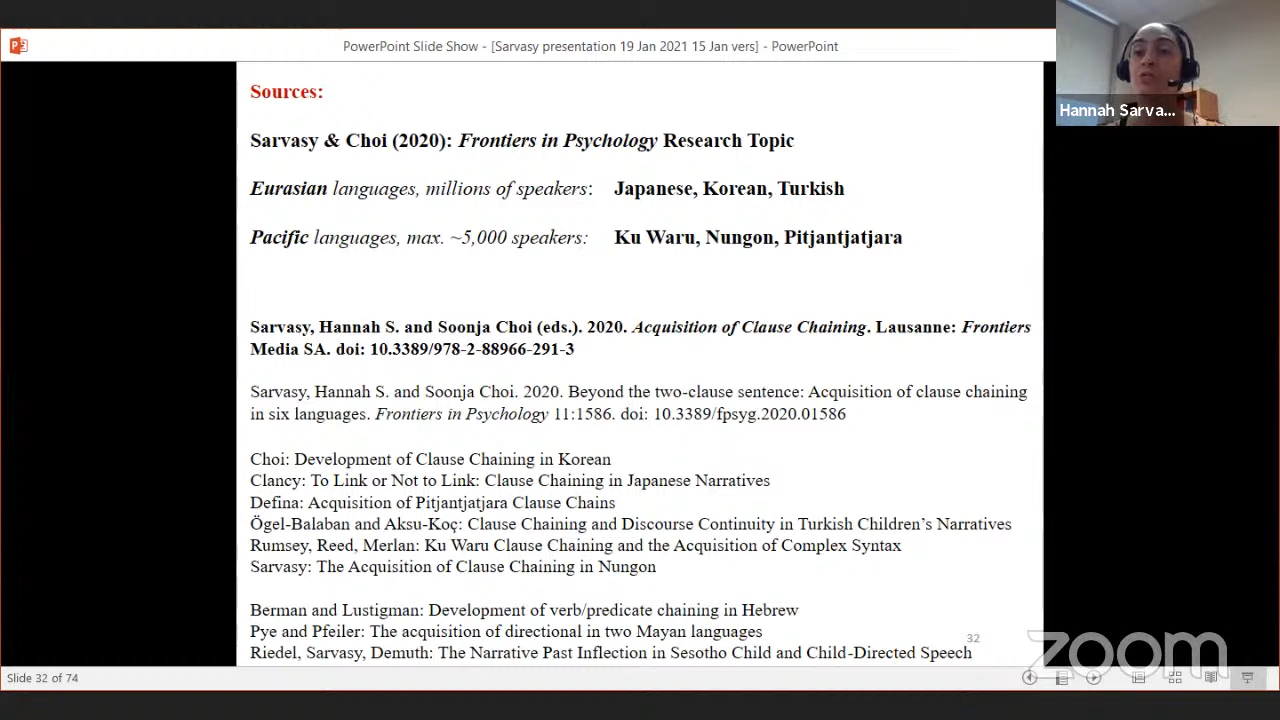 PowerPoint Slide Show - [Sarvasy presentation 19 Jan 2021 15 Jan vers] - PowerPoint
Hannah Sarva...
Sources:
Sarvasy & Choi (2020): Frontiers in Psychology Research Topic
Eurasian languages, millions of speakers: Japanese, Korean, Turkish
Pacific languages, max. ~5,000 speakers: Ku Waru, Nungon, Pitjantjatjara
Sarvasy, Hannah S. and Soonja Choi (eds.). 2020. Acquisition of Clause Chaining. Lausanne: Frontiers
Media SA. doi: 10.3389/978-2-88966-291-3
Sarvasy, Hannah S. and Soonja Choi. 2020. Beyond the two-clause sentence: Acquisition of clause chaining
in six languages. Frontiers in Psychology 11:1586. doi: 10.3389/fpsyg.2020.01586
Choi: Development of Clause Chaining in Korean
Clancy: To Link or Not to Link: Clause Chaining in Japanese Narratives
Defina: Acquisition of Pitjantjatjara Clause Chains
Ögel-Balaban and Aksu-Koç: Clause Chaining and Discourse Continuity in Turkish Children's Narratives
Rumsey, Reed, Merlan: Ku Waru Clause Chaining and the Acquisition of Complex Syntax
Sarvasy: The Acquisition of Clause Chaining in Nungon
Berman and Lustigman: Development of verb/predicate chaining in Hebrew
Pye and Pfeiler: The acquisition of directional in two Mayan languages
Riedel, Sarvasy, Demuth: The Narrative Past Inflection in Sesotho Child and Child-Directed Speech
32
zoom
Slide 32 of 74